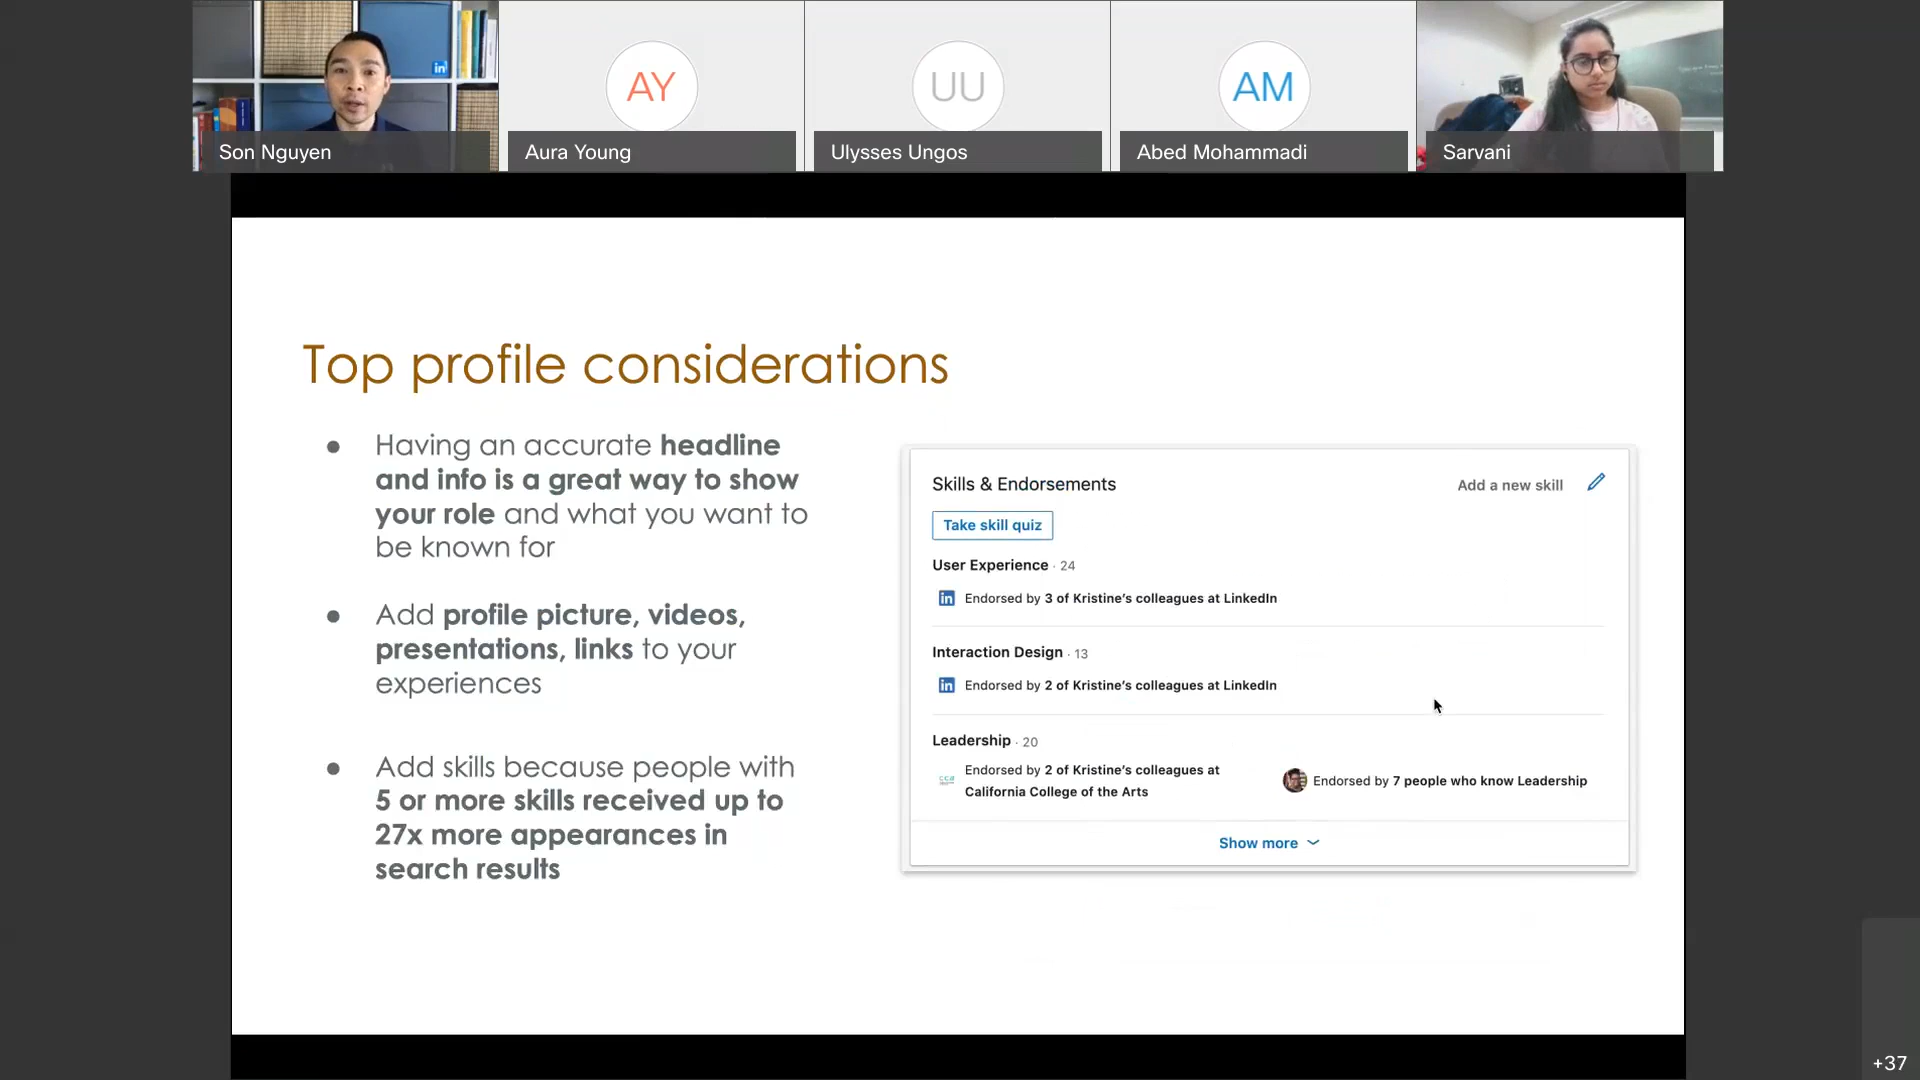 in
AY
UU
AM
Son Nguyen
Aura Young
Ulysses Ungos
Abed Mohammadi
Sarvani
Top profile considerations
● Having an accurate headline
and info is a great way to show
your role and what you want to
be known for
● Add profile picture, videos,
presentations, links to your
experiences
● Add skills because people with
5 or more skills received up to
27x more appearances in
search results
Skills & Endorsements
Add a new skill
Take skill quiz
User Experience · 24
in Endorsed by 3 of Kristine's colleagues at LinkedIn
Interaction Design · 13
in Endorsed by 2 of Kristine's colleagues at LinkedIn
Leadership · 20
Endorsed by 2 of Kristine's colleagues at
California College of the Arts
Endorsed by 7 people who know Leadership
Show more
+37